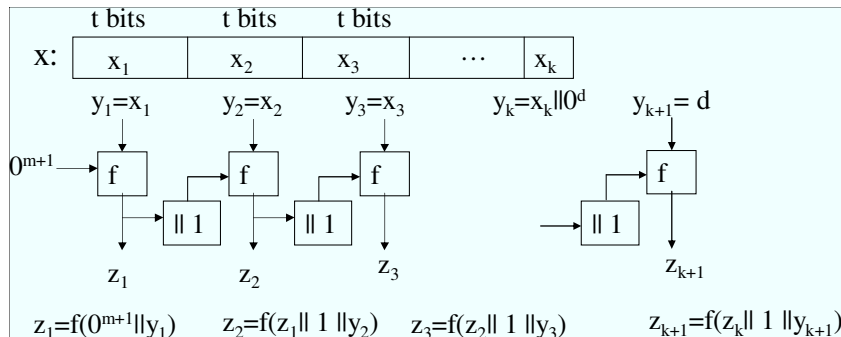 t bits t bits t bits
x: x₁ x₂ x₃ ⋯ xₖ
y₁=x₁ y₂=x₂ y₃=x₃ yₖ=xₖ||0ᵈ yₖ₊₁= d
0ᵐ⁺¹ f f f f
|| 1 || 1 || 1
z₁ z₂ z₃ zₖ₊₁
z₁=f(0ᵐ⁺¹||y₁) z₂=f(z₁|| 1 ||y₂) z₃=f(z₂|| 1 ||y₃) zₖ₊₁=f(zₖ|| 1 ||yₖ₊₁)